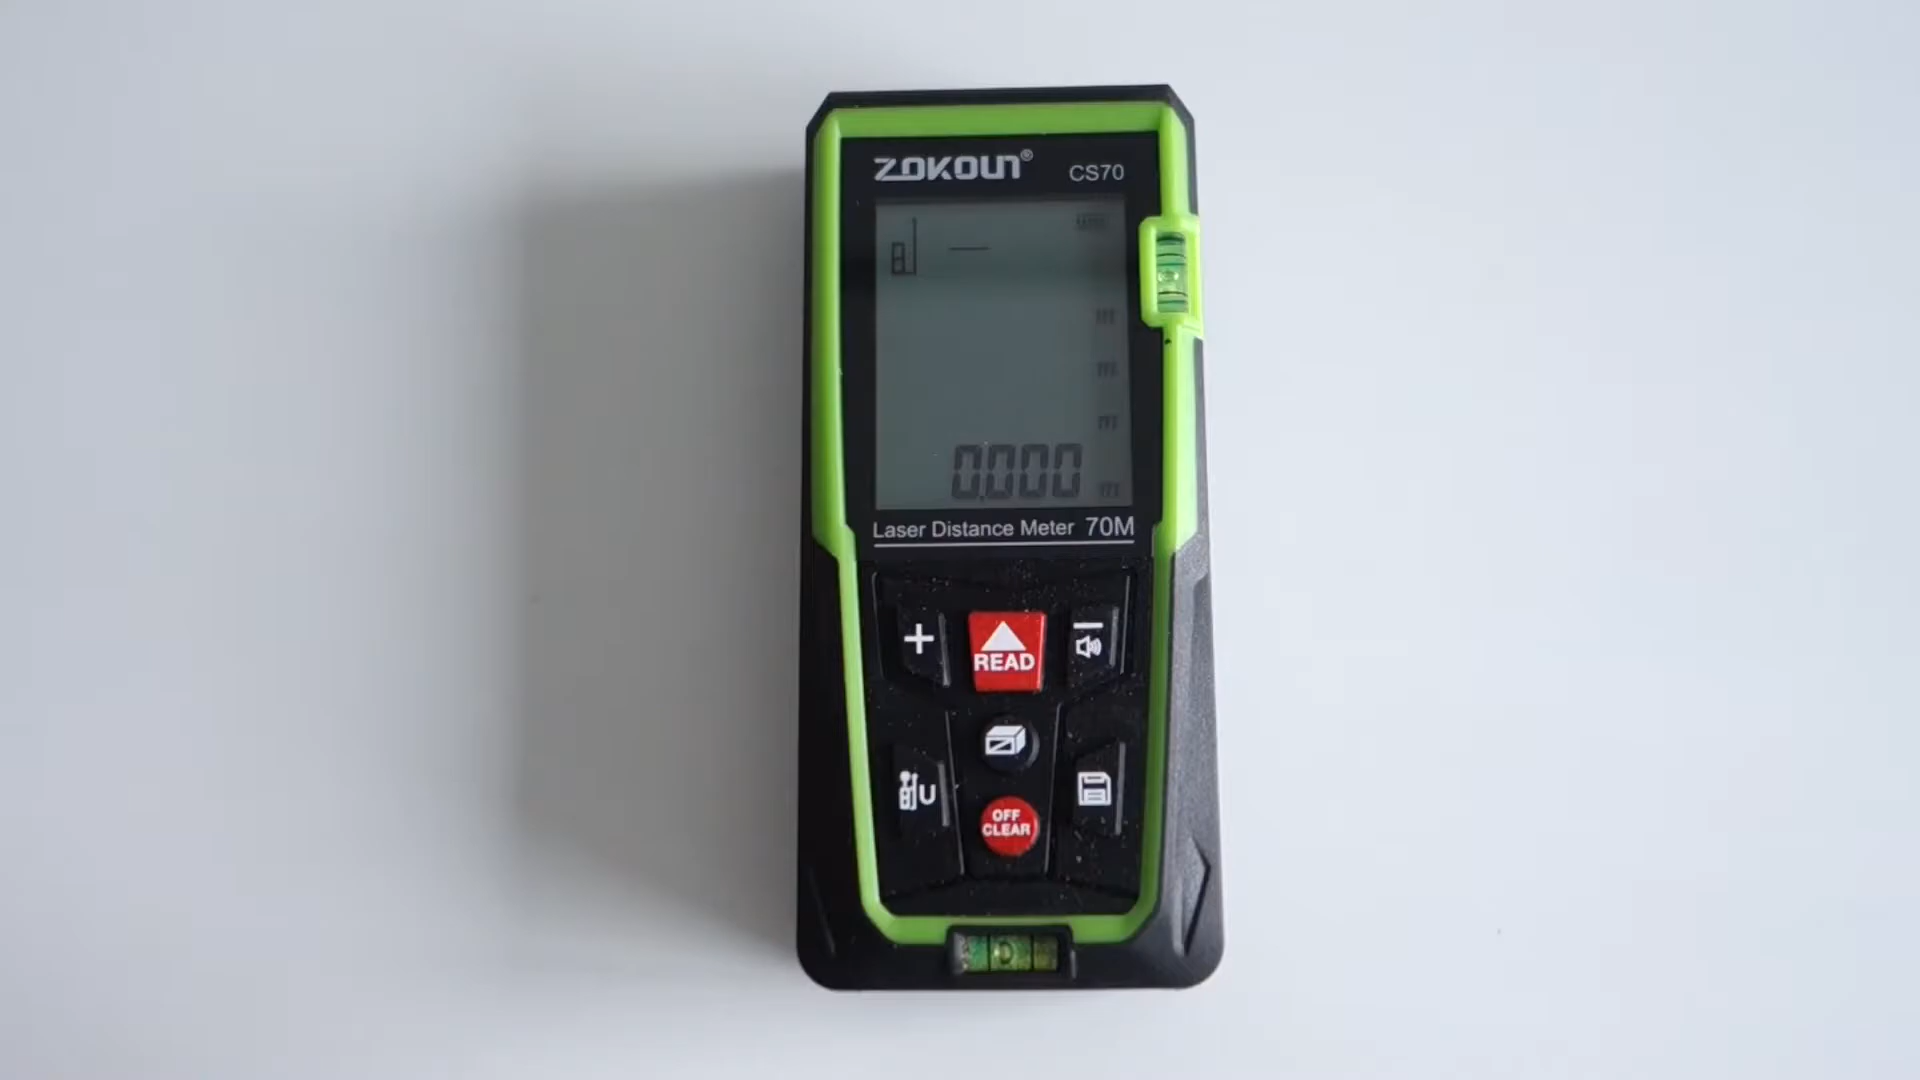 ZOKOUN® CS70
m
m
m
0.000 m
Laser Distance Meter 70M
+ READ −
U
OFF
CLEAR